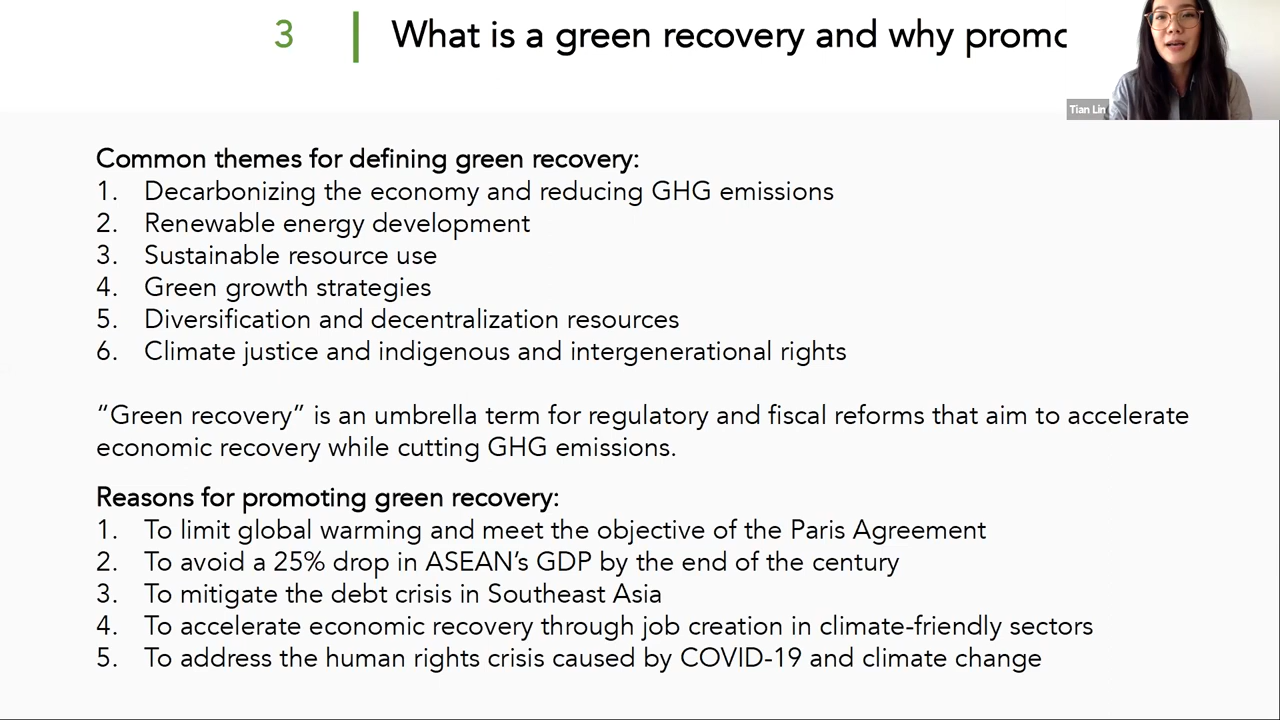 3 What is a green recovery and why promo
Tian Lin
Common themes for defining green recovery:
1. Decarbonizing the economy and reducing GHG emissions
2. Renewable energy development
3. Sustainable resource use
4. Green growth strategies
5. Diversification and decentralization resources
6. Climate justice and indigenous and intergenerational rights
“Green recovery” is an umbrella term for regulatory and fiscal reforms that aim to accelerate
economic recovery while cutting GHG emissions.
Reasons for promoting green recovery:
1. To limit global warming and meet the objective of the Paris Agreement
2. To avoid a 25% drop in ASEAN’s GDP by the end of the century
3. To mitigate the debt crisis in Southeast Asia
4. To accelerate economic recovery through job creation in climate-friendly sectors
5. To address the human rights crisis caused by COVID-19 and climate change